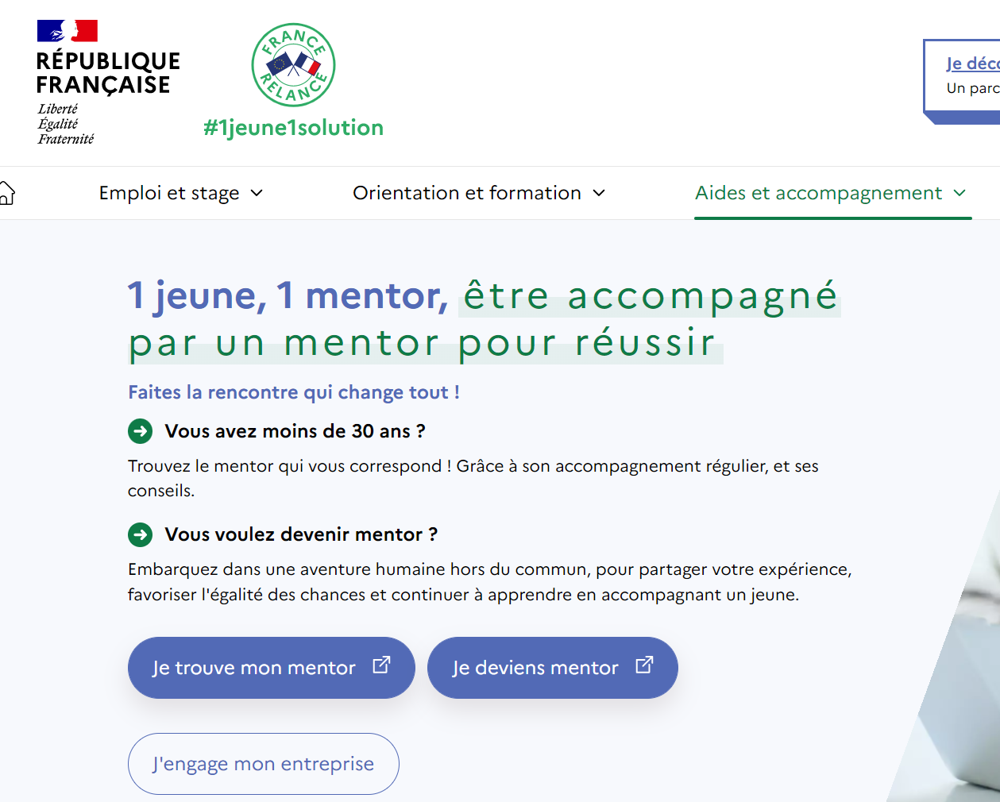 RÉPUBLIQUE
FRANÇAISE
Liberté
Égalité
Fraternité
FRANCE
RELANCE
#1jeune1solution
Je déco
Un parc
Emploi et stage
Orientation et formation
Aides et accompagnement
1 jeune, 1 mentor, être accompagné
par un mentor pour réussir
Faites la rencontre qui change tout !
Vous avez moins de 30 ans ?
Trouvez le mentor qui vous correspond ! Grâce à son accompagnement régulier, et ses
conseils.
Vous voulez devenir mentor ?
Embarquez dans une aventure humaine hors du commun, pour partager votre expérience,
favoriser l'égalité des chances et continuer à apprendre en accompagnant un jeune.
Je trouve mon mentor
Je deviens mentor
J'engage mon entreprise